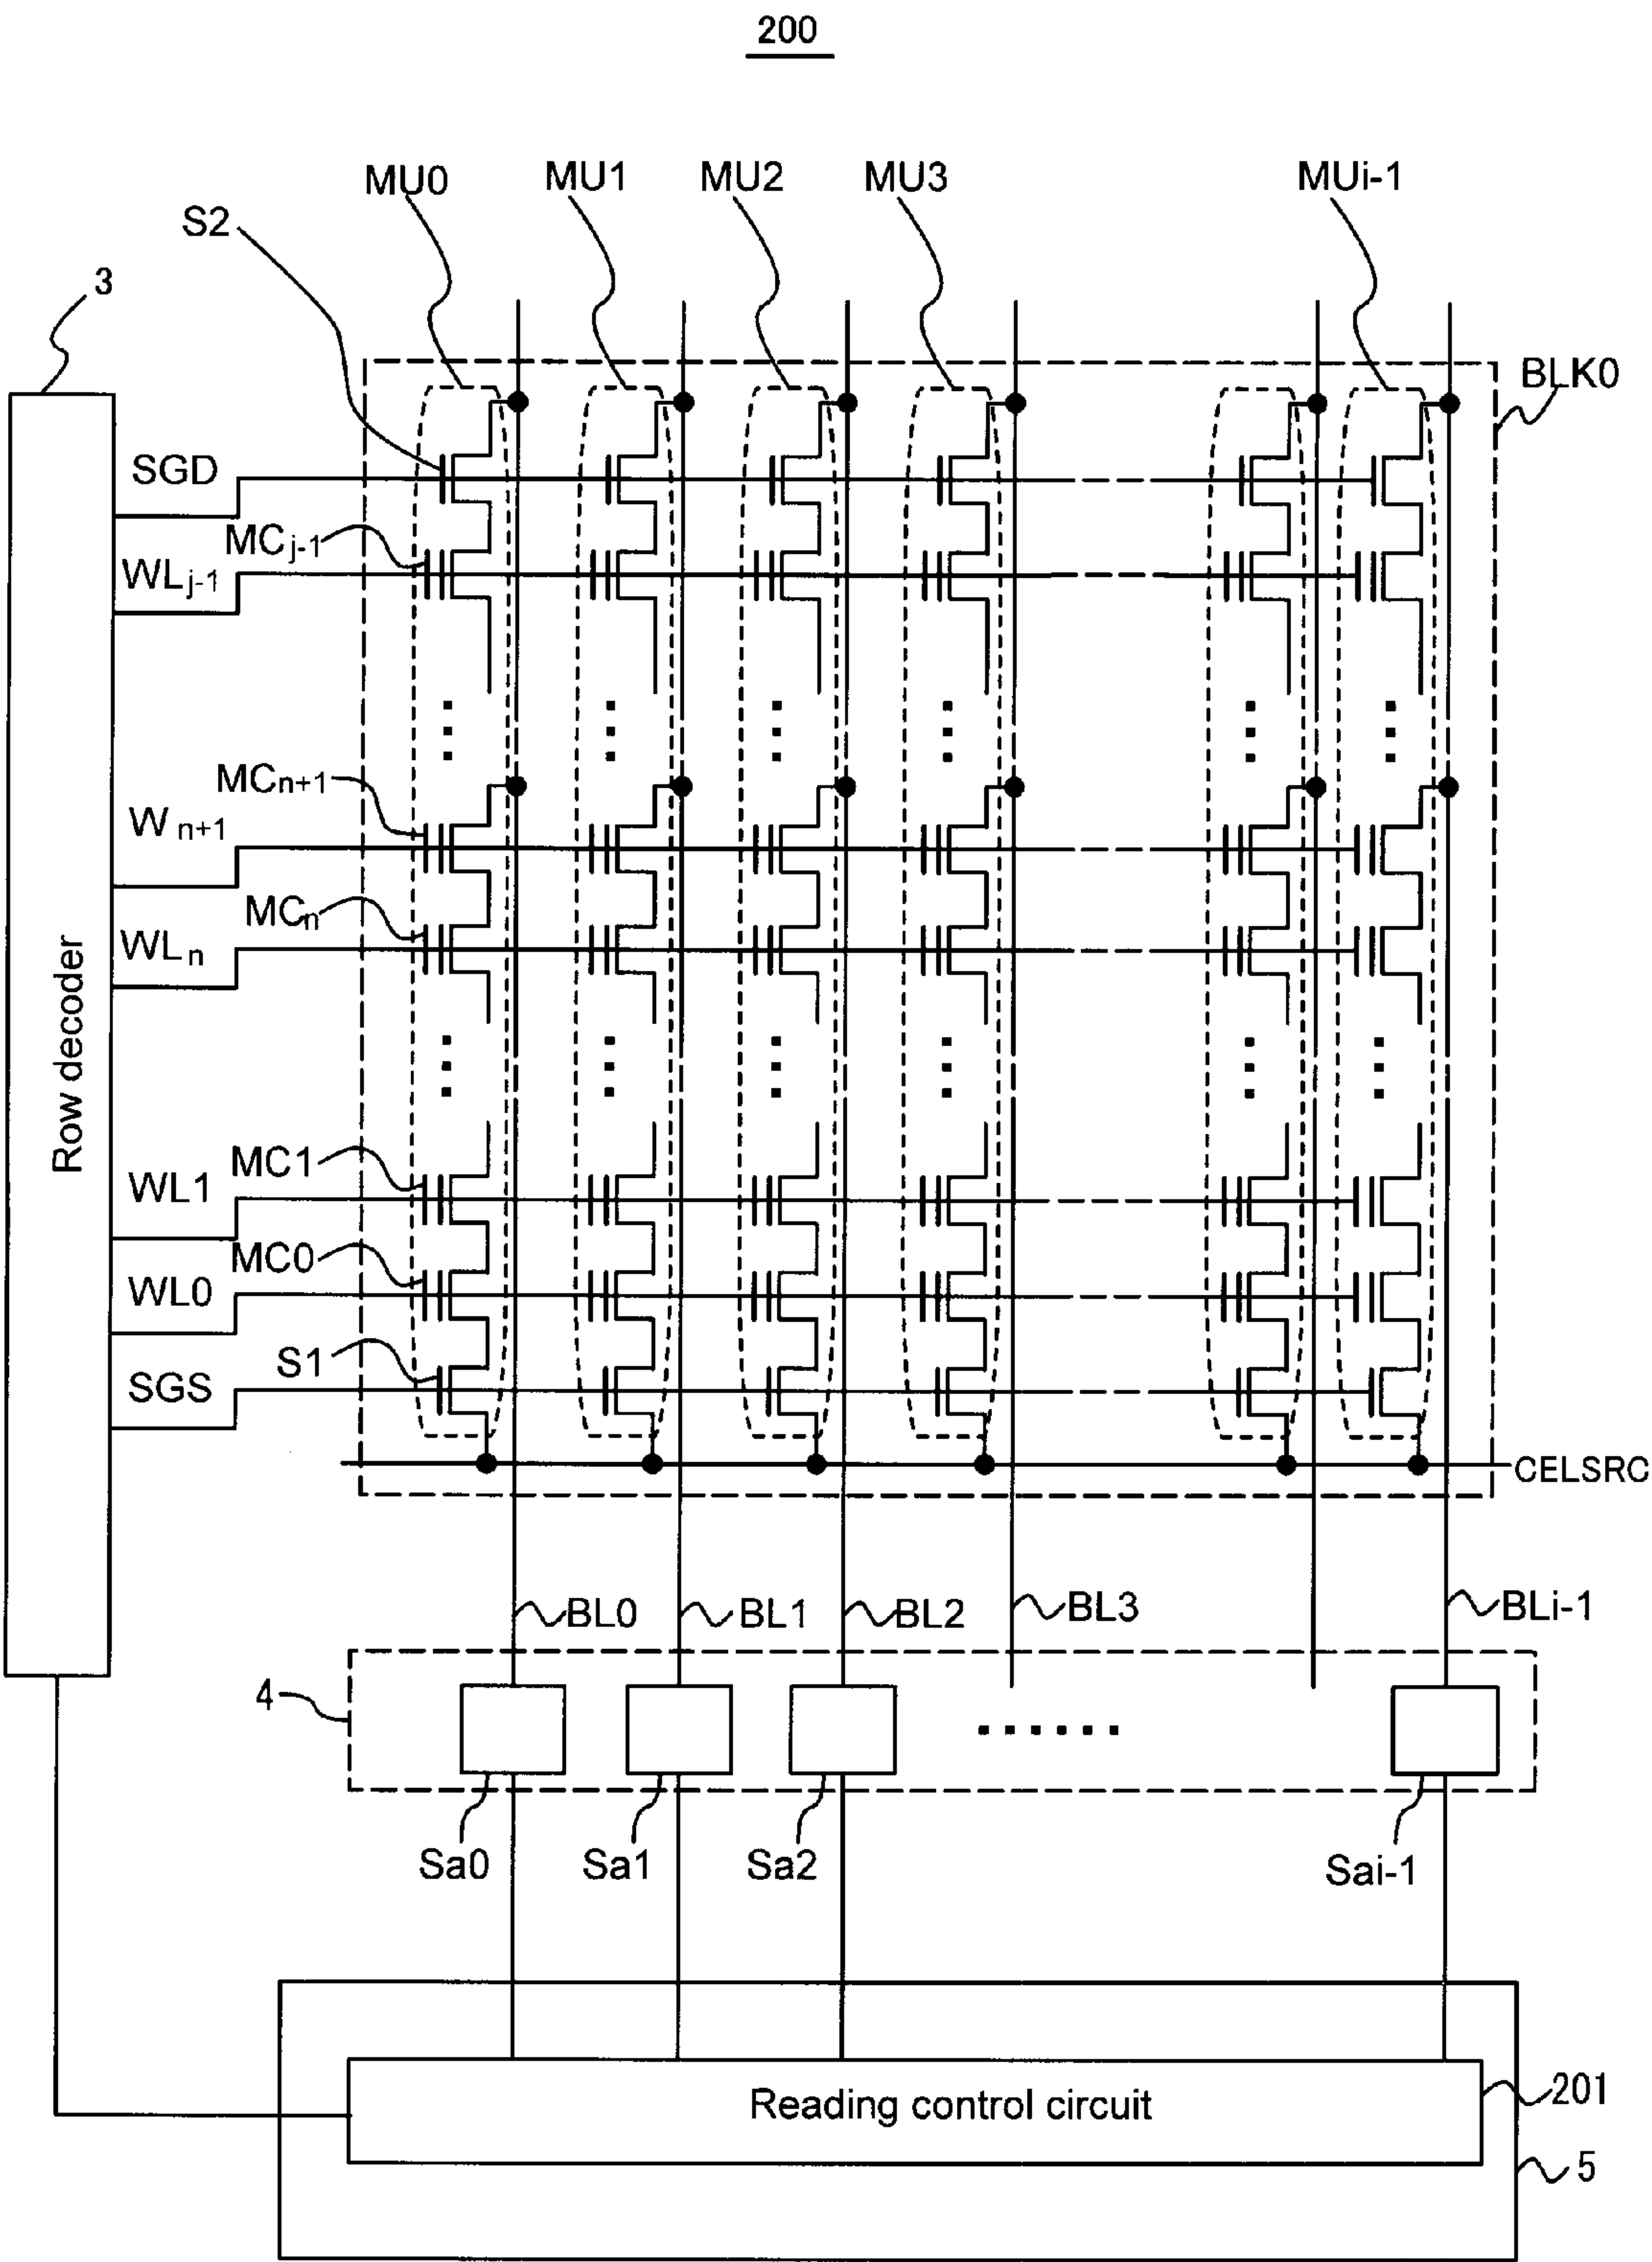 200
MU0 MU1 MU2 MU3 MUi-1
S2
3
BLK0
SGD
MCj-1
WLj-1
MCn+1
Wn+1
MCn
WLn
Row decoder
MC1
WL1
MC0
WL0
S1
SGS
CELSRC
BL0 BL1 BL2 BL3 BLi-1
4
Sa0 Sa1 Sa2 Sai-1
Reading control circuit
201
5